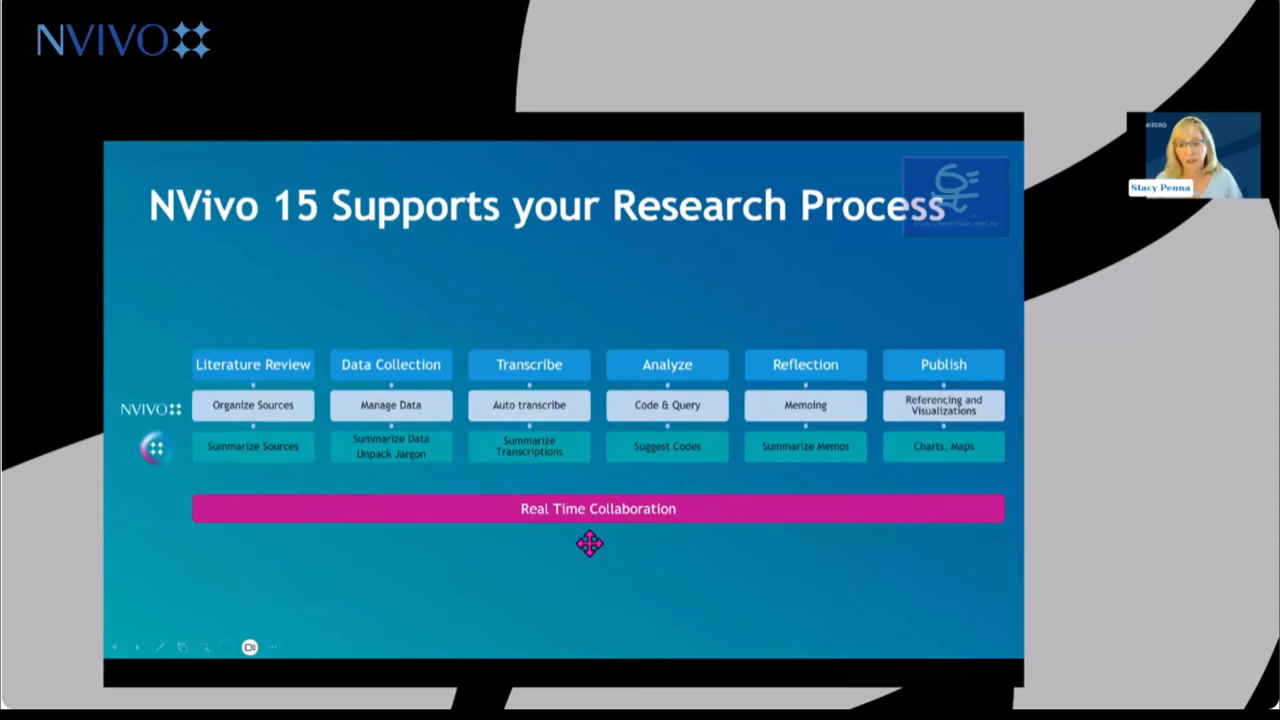 NVIVO
NVivo 15 Supports your Research Process
Stacy Penna
Literature Review
Data Collection
Transcribe
Analyze
Reflection
Publish
NVIVO
Organize Sources
Manage Data
Auto transcribe
Code & Query
Memoing
Referencing and
Visualizations
Summarize Sources
Summarize Data
Unpack Jargon
Summarize
Transcriptions
Suggest Codes
Summarize Memos
Charts, Maps
Real Time Collaboration